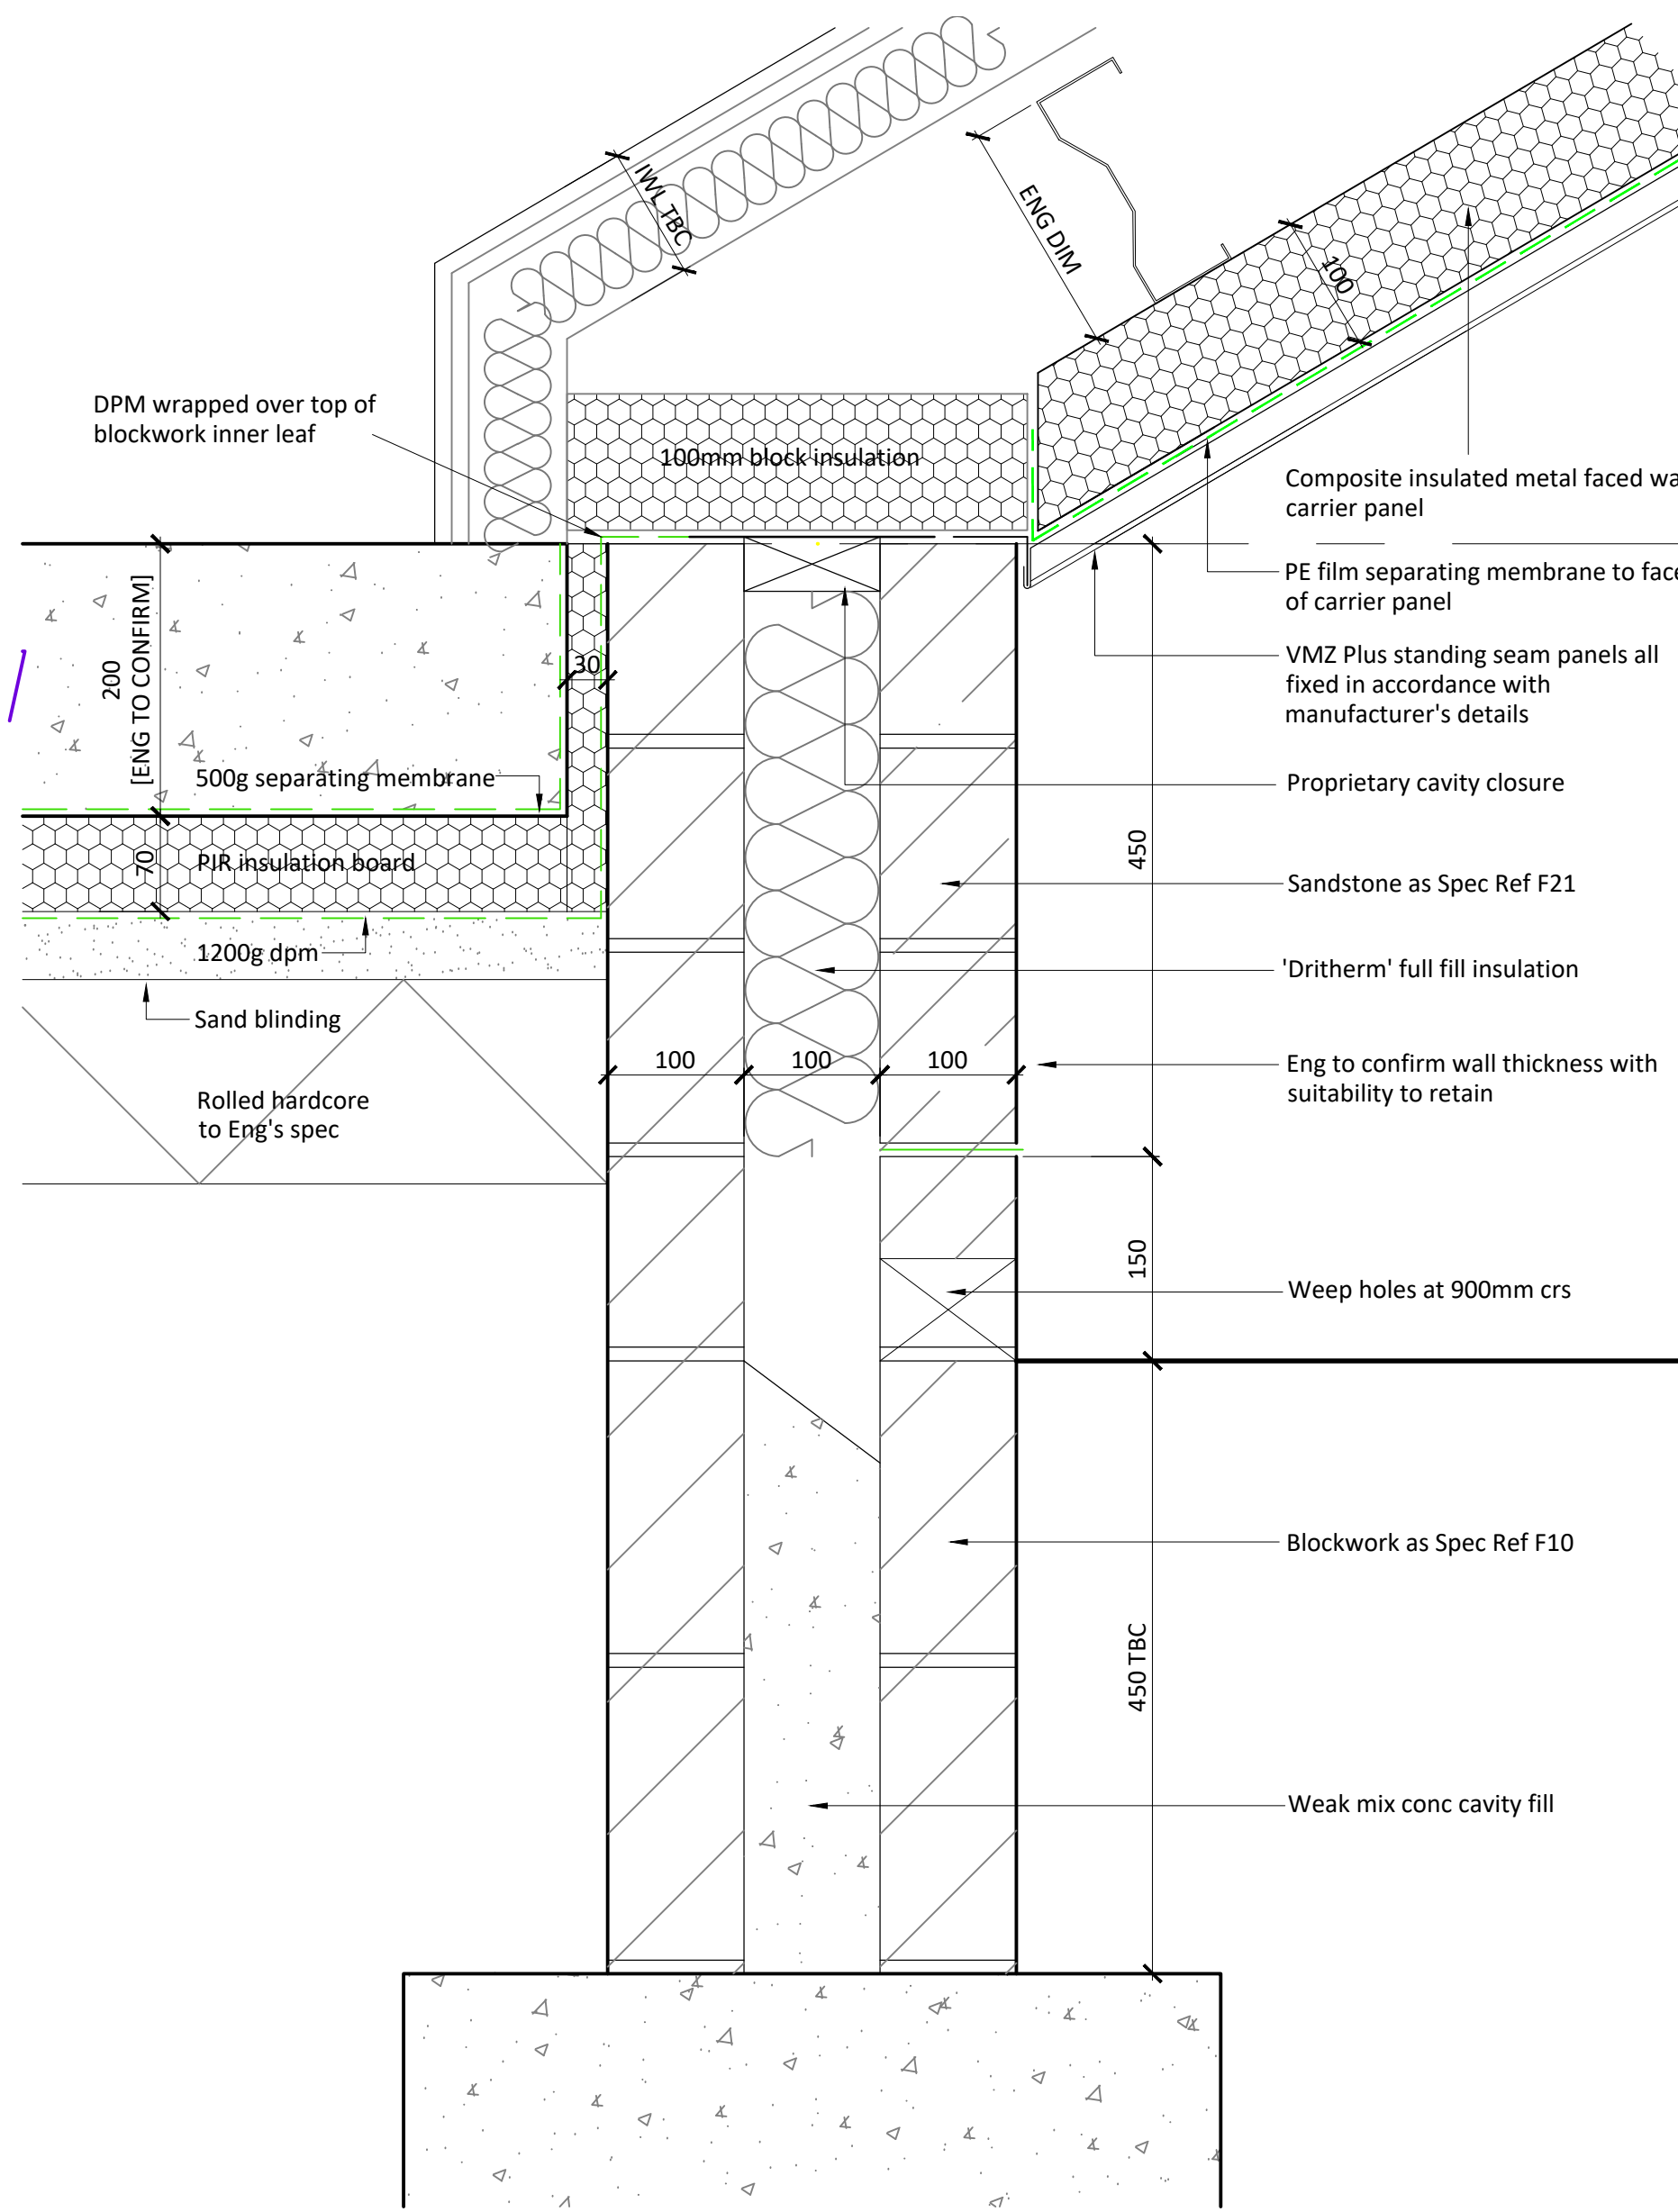 IWL TBC
ENG DIM
100
DPM wrapped over top of
blockwork inner leaf
100mm block insulation
Composite insulated metal faced
carrier panel
PE film separating membrane to
of carrier panel
VMZ Plus standing seam panels all
fixed in accordance with
manufacturer's details
200
[ENG TO CONFIRM]
30
500g separating membrane
Proprietary cavity closure
70
PIR insulation board
450
Sandstone as Spec Ref F21
1200g dpm
'Dritherm' full fill insulation
Sand blinding
100
100
100
Eng to confirm wall thickness with
suitability to retain
Rolled hardcore
to Eng's spec
150
Weep holes at 900mm crs
Blockwork as Spec Ref F10
450 TBC
Weak mix conc cavity fill